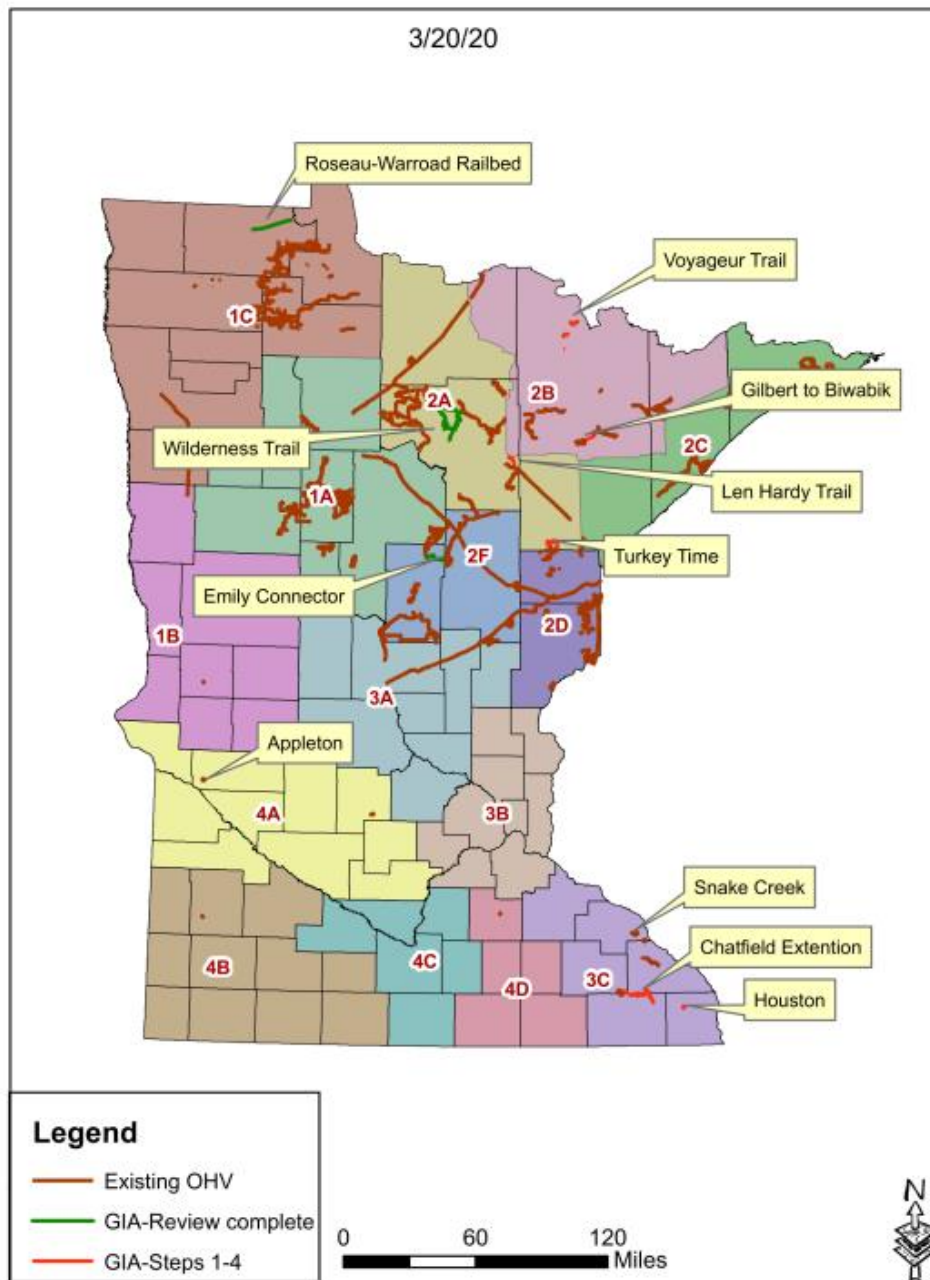 3/20/20
Roseau-Warroad Railbed
Voyageur Trail
1C
2A
2B
Gilbert to Biwabik
Wilderness Trail
2C
1A
Len Hardy Trail
2F
Turkey Time
Emily Connector
1B
2D
3A
Appleton
4A
3B
Snake Creek
4B
4C
4D
3C
Chatfield Extention
Houston
Legend
Existing OHV
GIA-Review complete
GIA-Steps 1-4
0 60 120
Miles
N